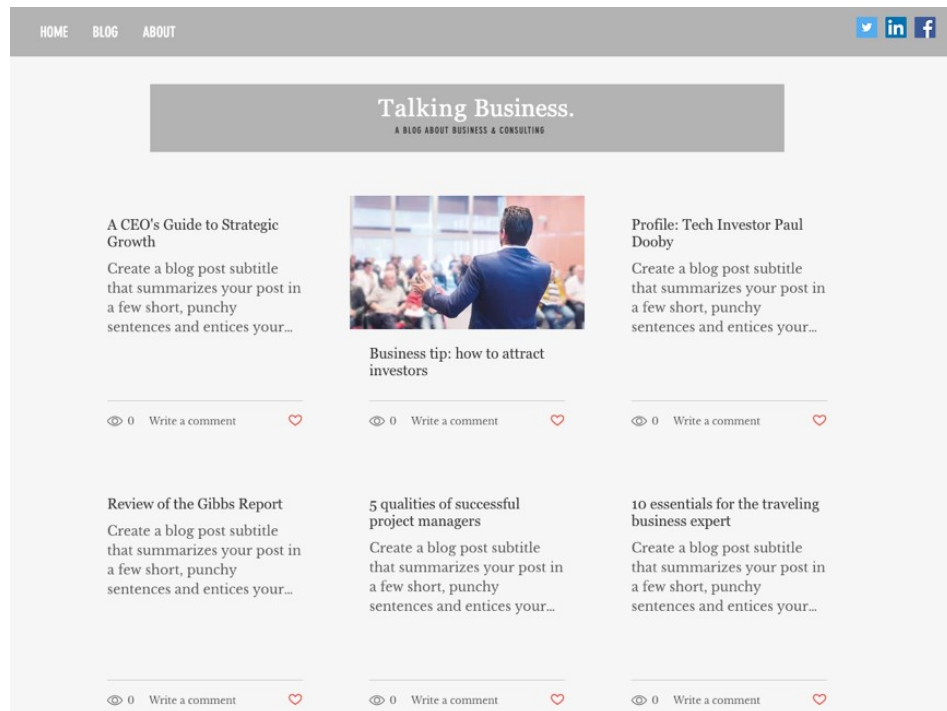 HOME BLOG ABOUT
in f
Talking Business.
A BLOG ABOUT BUSINESS & CONSULTING
A CEO's Guide to Strategic
Growth
Create a blog post subtitle
that summarizes your post in
a few short, punchy
sentences and entices your...
0 Write a comment
Business tip: how to attract
investors
0 Write a comment
Profile: Tech Investor Paul
Dooby
Create a blog post subtitle
that summarizes your post in
a few short, punchy
sentences and entices your...
0 Write a comment
Review of the Gibbs Report
Create a blog post subtitle
that summarizes your post in
a few short, punchy
sentences and entices your...
0 Write a comment
5 qualities of successful
project managers
Create a blog post subtitle
that summarizes your post in
a few short, punchy
sentences and entices your...
0 Write a comment
10 essentials for the traveling
business expert
Create a blog post subtitle
that summarizes your post in
a few short, punchy
sentences and entices your...
0 Write a comment